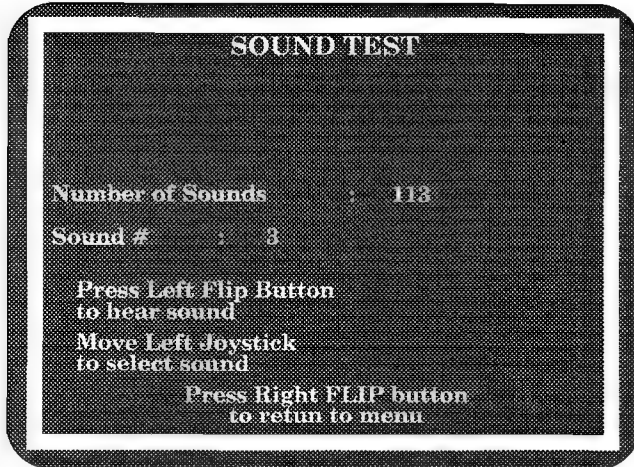 SOUND TEST
Number of Sounds : 113
Sound # : 3
Press Left Flip Button
to hear sound
Move Left Joystick
to select sound
Press Right FLIP button
to retun to menu